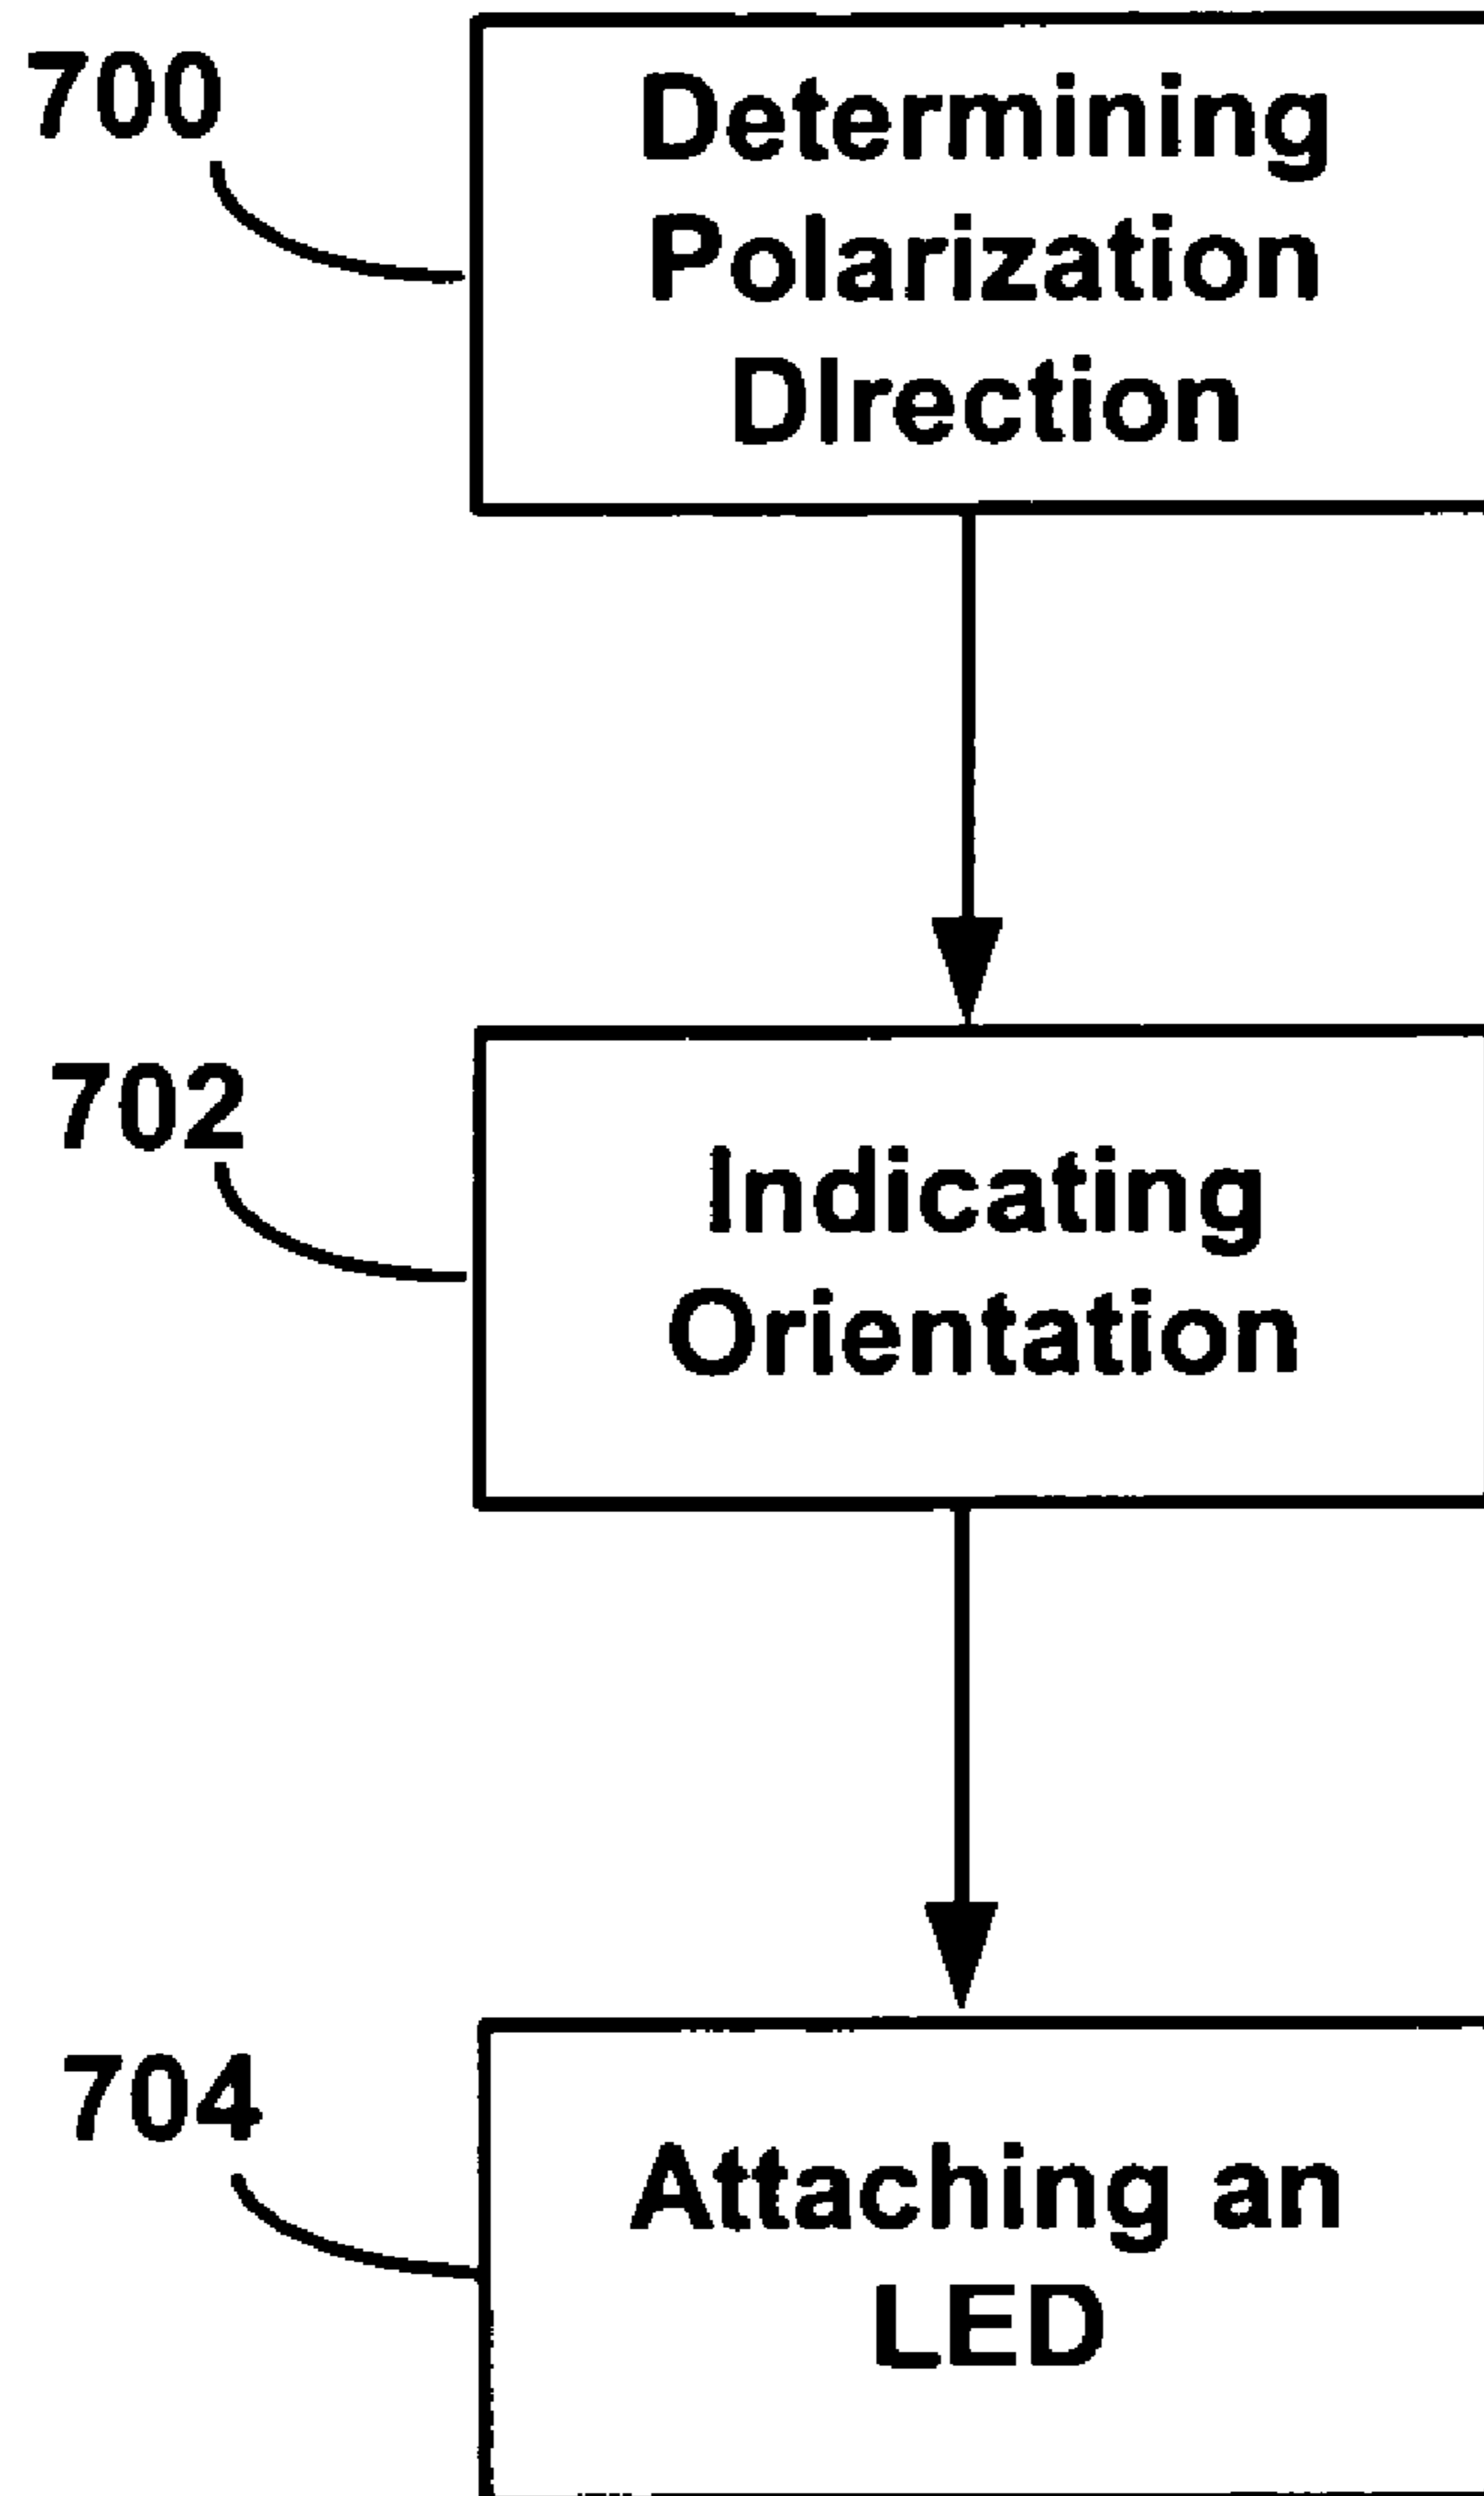 700
Determining
Polarization
DIrection
702
Indicating
Orientation
704
Attaching an
LED